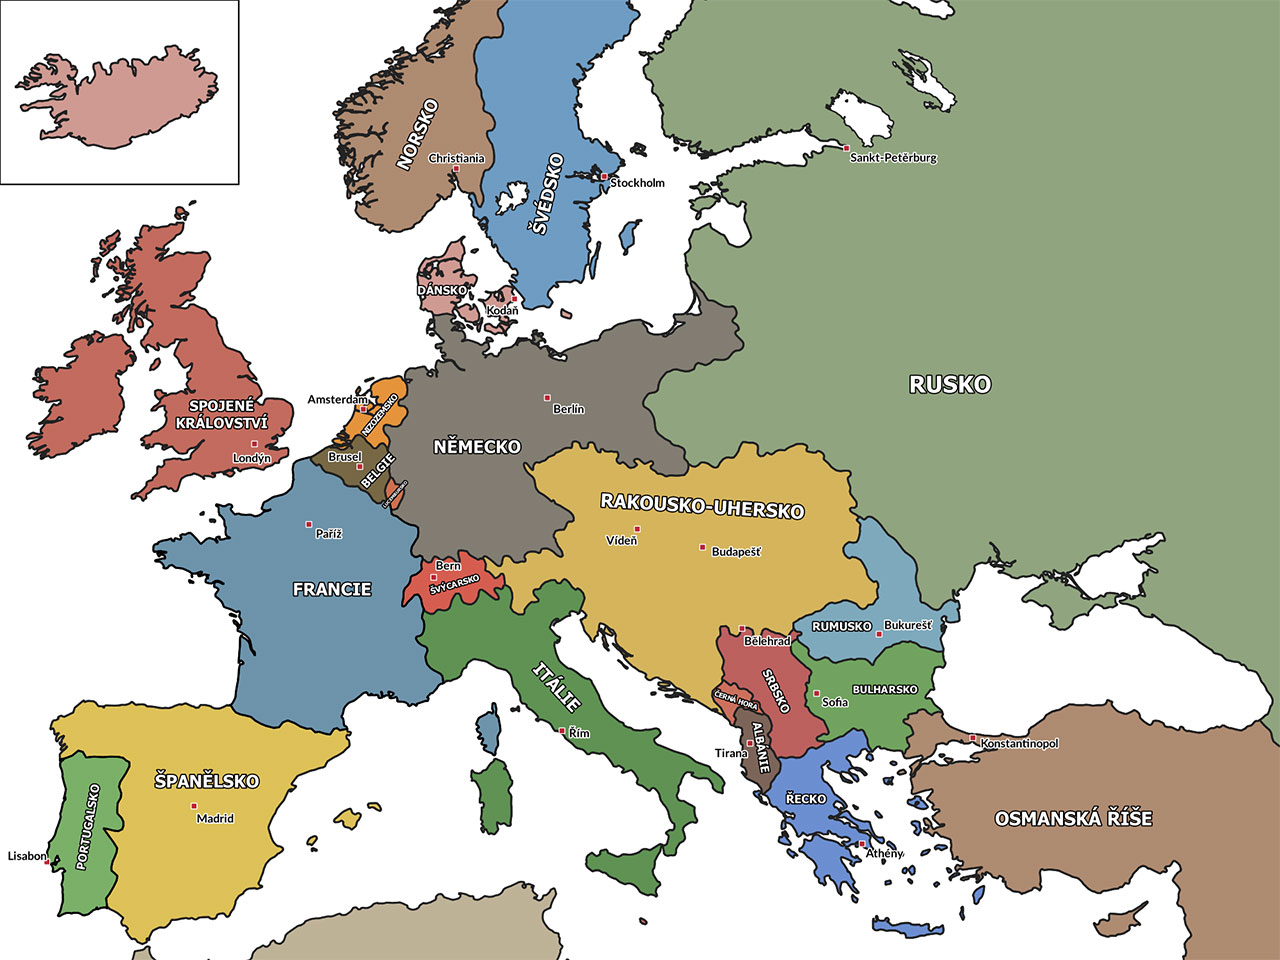 NORSKO
Christiania
ŠVÉDSKO
Stockholm
Sankt-Petěrburg
DÁNSKO
Kodaň
RUSKO
SPOJENÉ
KRÁLOVSTVÍ
Londýn
Amsterdam
NIZOZEMSKO
Berlín
Brusel
BELGIE
NĚMECKO
LUCEMBURSKO
Paříž
FRANCIE
RAKOUSKO-UHERSKO
Vídeň
Budapešť
Bern
ŠVÝCARSKO
RUMUSKO
Bukurešť
Bělehrad
SRBSKO
ITÁLIE
Řím
ČERNÁ HORA
Sofia
BULHARSKO
ALBÁNIE
Tirana
Konstantinopol
ŠPANĚLSKO
Madrid
PORTUGALSKO
Lisabon
ŘECKO
Athény
OSMANSKÁ ŘÍŠE